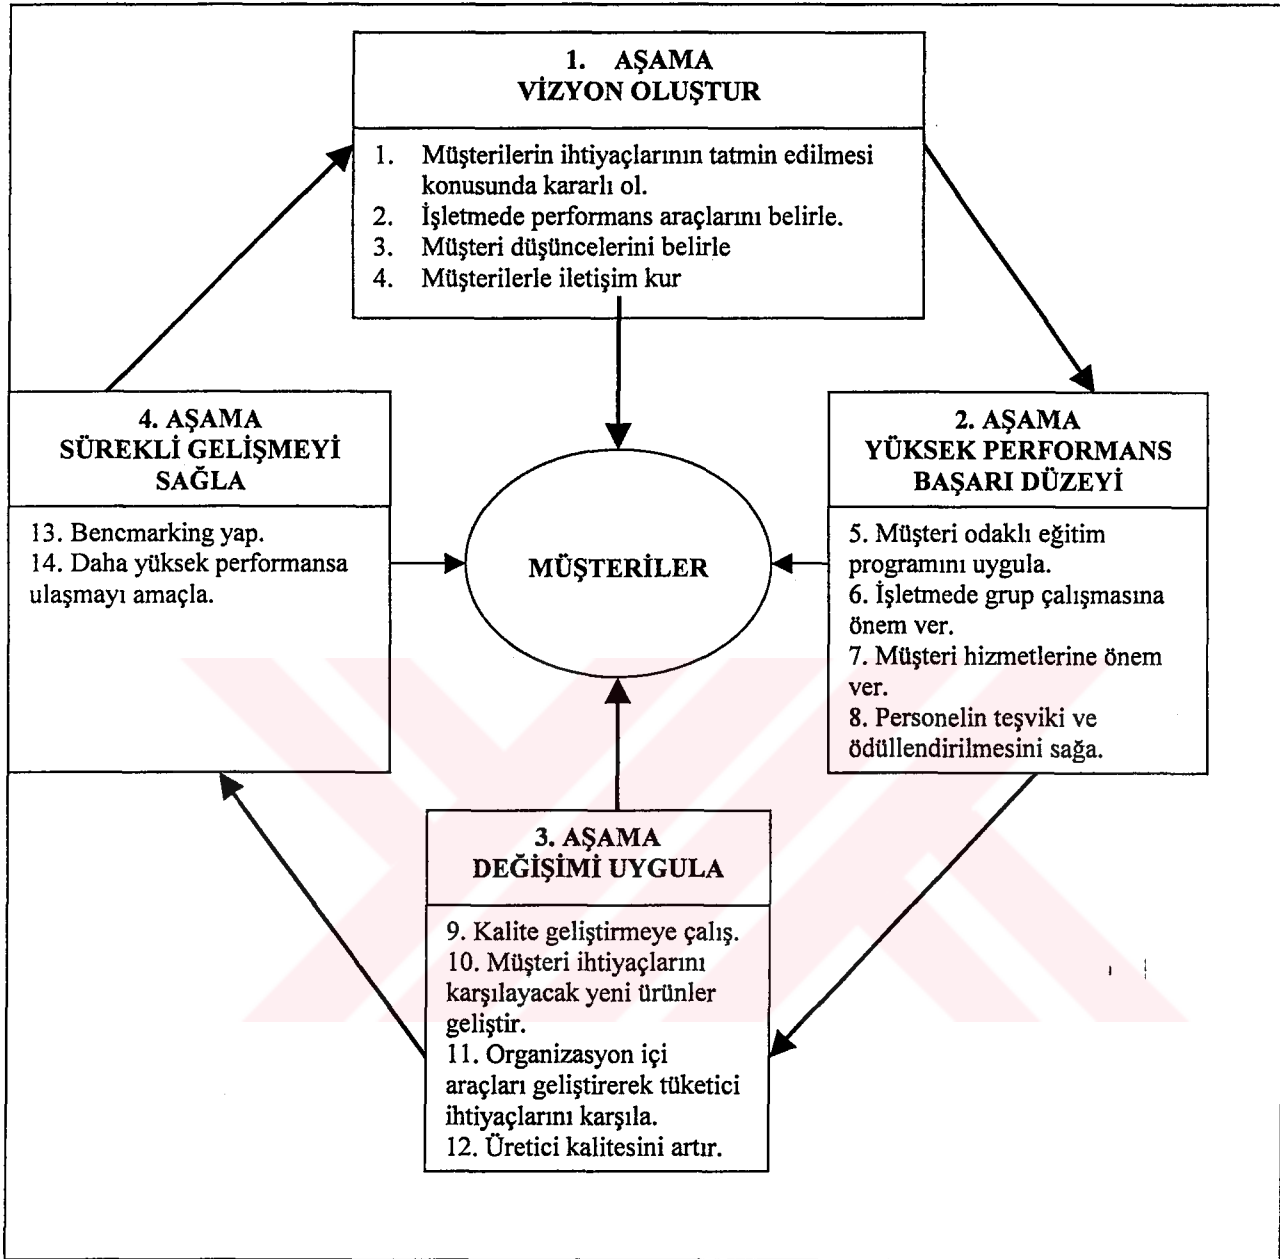 1. AŞAMA
VİZYON OLUŞTUR
1. Müşterilerin ihtiyaçlarının tatmin edilmesi
konusunda kararlı ol.
2. İşletmede performans araçlarını belirle.
3. Müşteri düşüncelerini belirle
4. Müşterilerle iletişim kur
2. AŞAMA
YÜKSEK PERFORMANS
BAŞARI DÜZEYİ
5. Müşteri odaklı eğitim
programını uygula.
6. İşletmede grup çalışmasına
önem ver.
7. Müşteri hizmetlerine önem
ver.
8. Personelin teşviki ve
ödüllendirilmesini sağa.
3. AŞAMA
DEĞİŞİMİ UYGULA
9. Kalite geliştirmeye çalış.
10. Müşteri ihtiyaçlarını
karşılayacak yeni ürünler
geliştir.
11. Organizasyon içi
araçları geliştirerek tüketici
ihtiyaçlarını karşıla.
12. Üretici kalitesini artır.
4. AŞAMA
SÜREKLİ GELİŞMEYİ
SAĞLA
13. Bencmarking yap.
14. Daha yüksek performansa
ulaşmayı amaçla.
MÜŞTERİLER